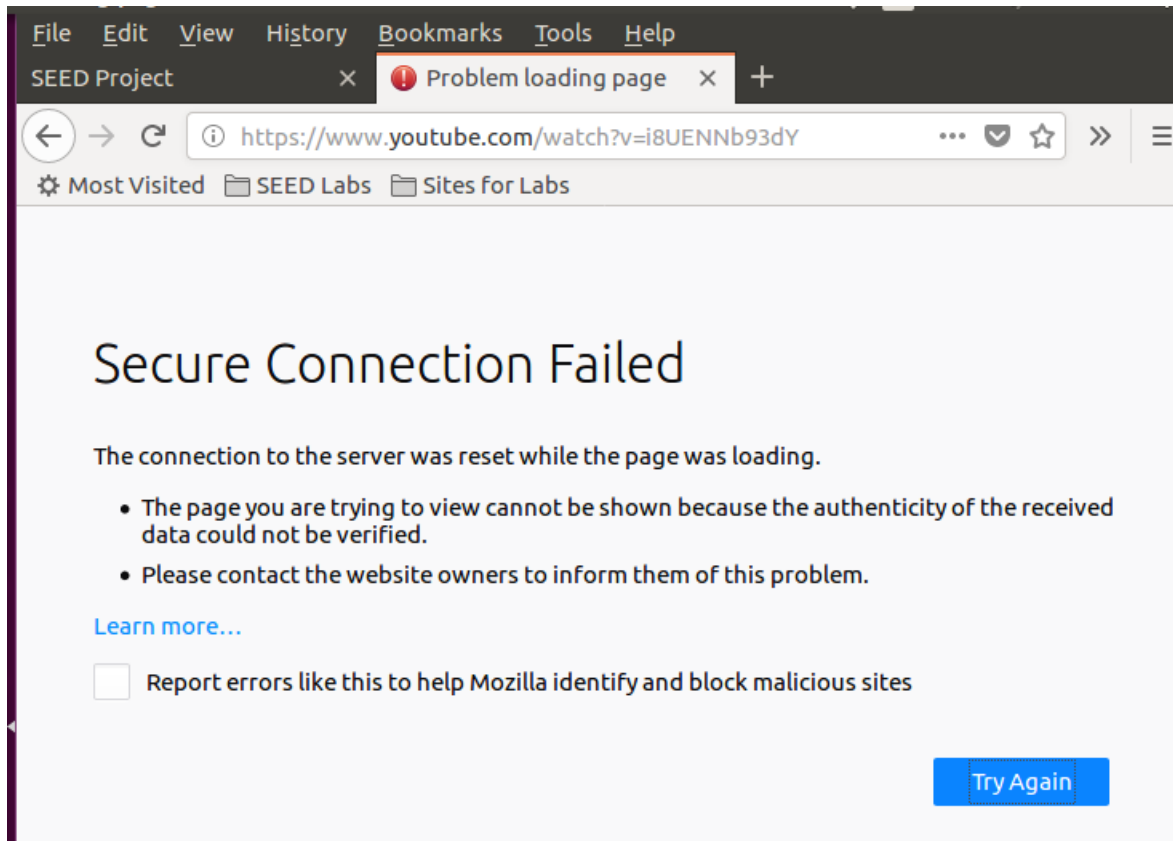 File Edit View History Bookmarks Tools Help
SEED Project × Problem loading page × +
https://www.youtube.com/watch?v=i8UENNb93dY
Most Visited SEED Labs Sites for Labs
Secure Connection Failed
The connection to the server was reset while the page was loading.
• The page you are trying to view cannot be shown because the authenticity of the received
data could not be verified.
• Please contact the website owners to inform them of this problem.
Learn more…
Report errors like this to help Mozilla identify and block malicious sites
Try Again